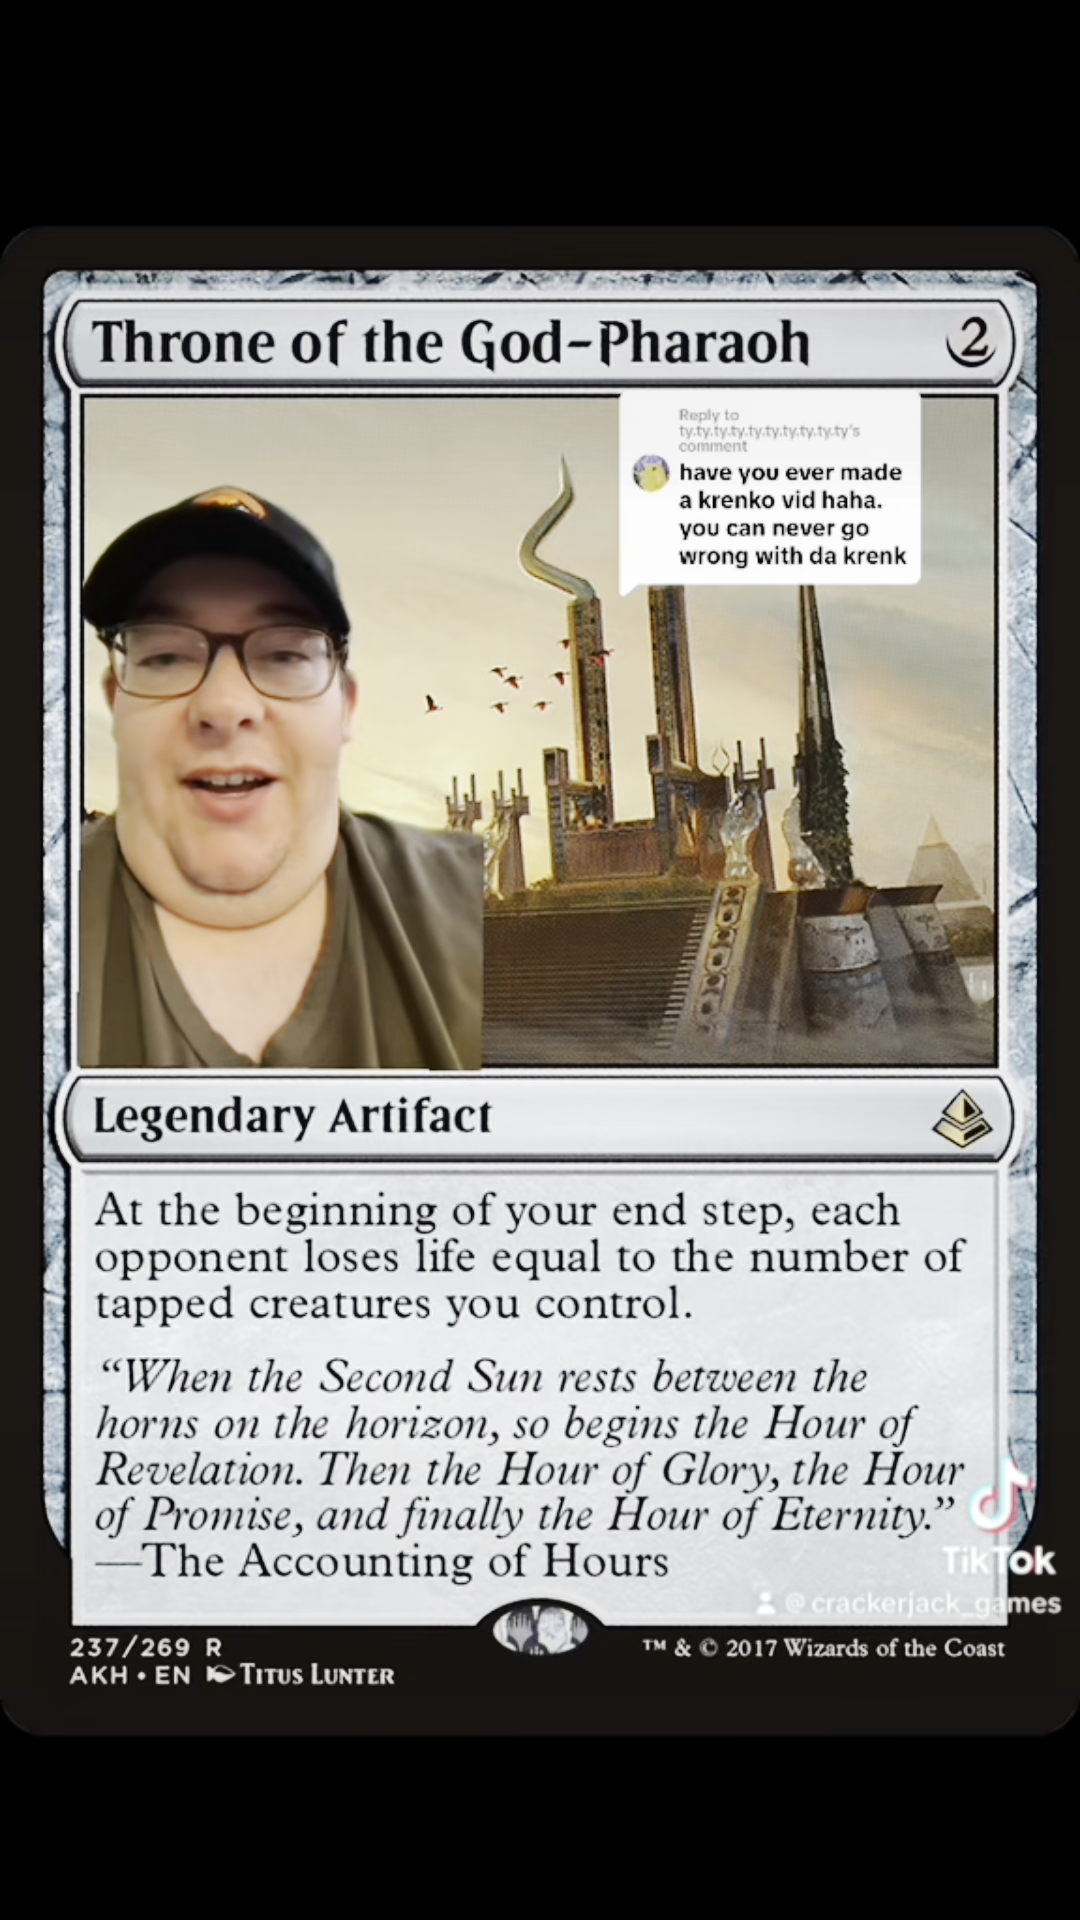 Throne of the God-Pharaoh 2
Reply to
ty.ty.ty.ty.ty.ty.ty.ty.ty.ty's
comment
have you ever made
a krenko vid haha.
you can never go
wrong with da krenk
Legendary Artifact
At the beginning of your end step, each
opponent loses life equal to the number of
tapped creatures you control.
“When the Second Sun rests between the
horns on the horizon, so begins the Hour of
Revelation. Then the Hour of Glory, the Hour
of Promise, and finally the Hour of Eternity.”
—The Accounting of Hours
TikTok
@crackerjack_games
237/269 R
AKH • EN Titus Lunter
™ & © 2017 Wizards of the Coast